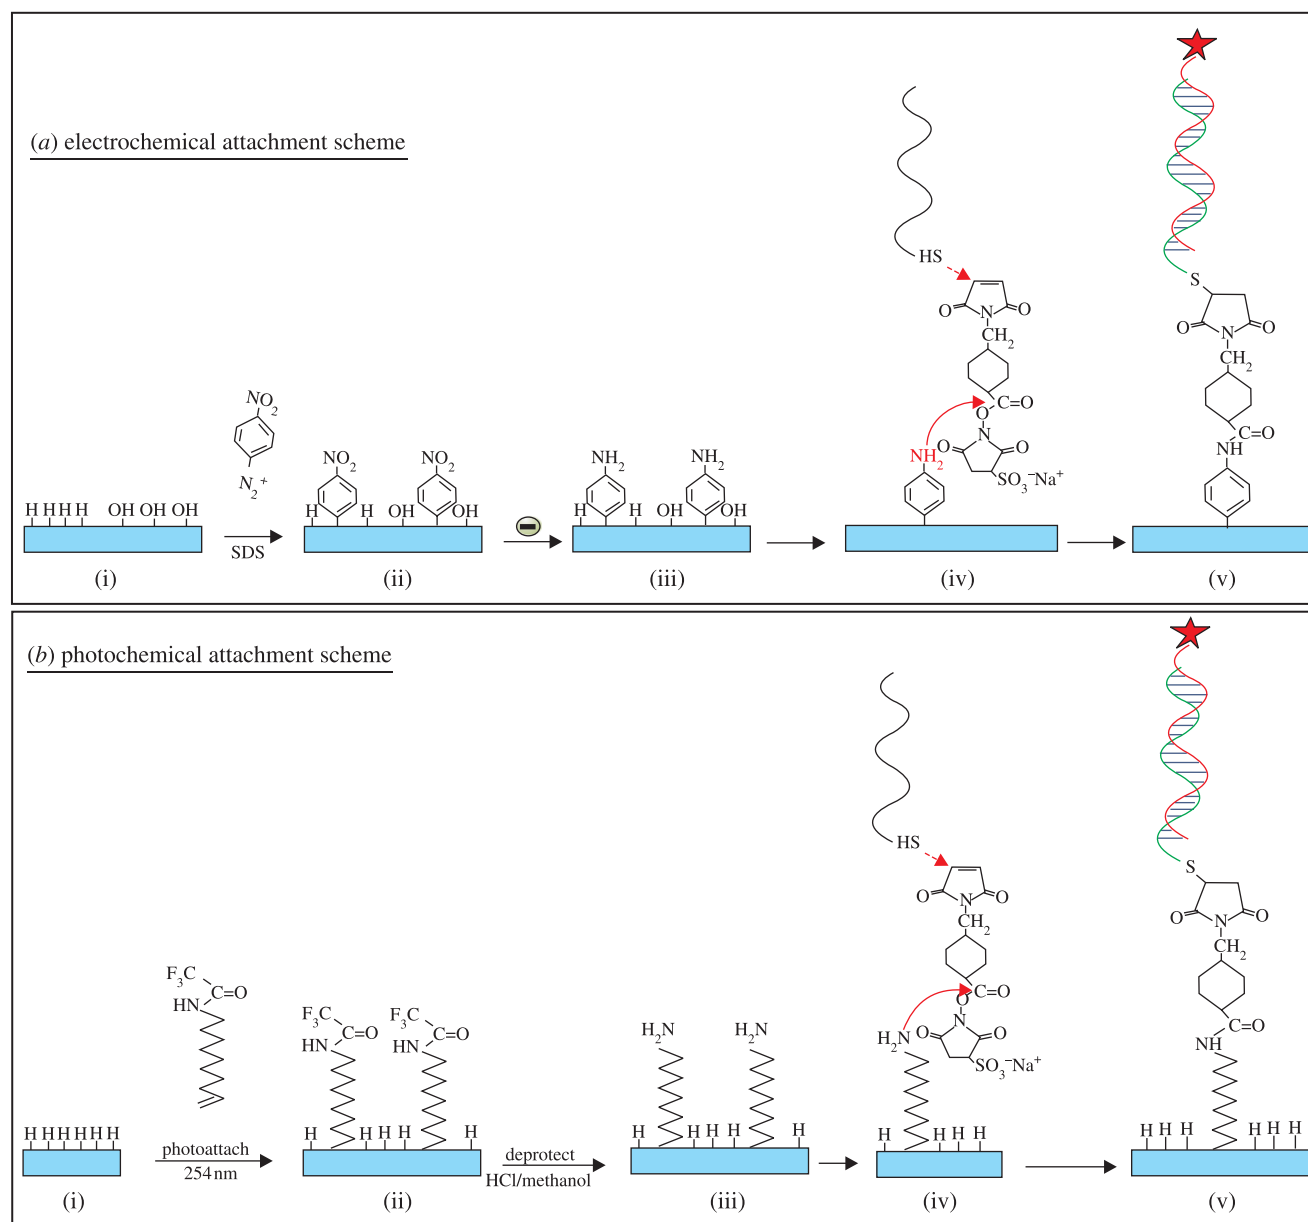 (a) electrochemical attachment scheme
HS
O N O
CH2
C=O
O
N
NH2 O O
SO3−Na+
S
O N O
CH2
C=O
NH
NO2
N2+
NO2 NO2
NH2 NH2
H H H H OH OH OH
H H OH OH
H H OH OH
SDS
(i) (ii) (iii) (iv) (v)
(b) photochemical attachment scheme
HS
O N O
CH2
C=O
O
N
H2N O O
SO3−Na+
S
O N O
CH2
C=O
NH
F3C
C=O
HN
F3C F3C
C=O C=O
HN HN
H2N H2N
H H H H H H
H H H H H
H H H H H
H H H H
H H H H H H
photoattach
254 nm
deprotect
HCl/methanol
(i) (ii) (iii) (iv) (v)